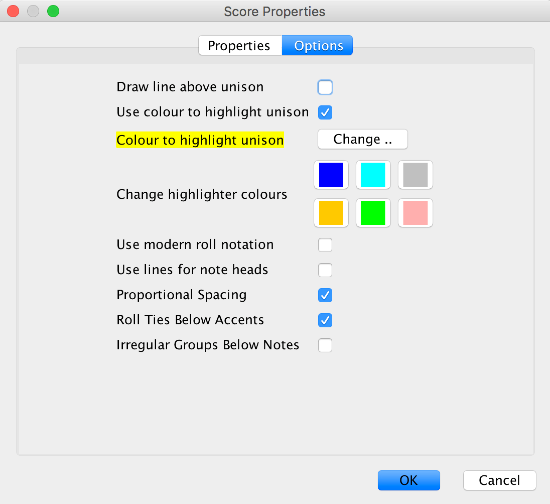 Score Properties
Properties
Options
Draw line above unison
Use colour to highlight unison
Colour to highlight unison
Change ..
Change highlighter colours
Use modern roll notation
Use lines for note heads
Proportional Spacing
Roll Ties Below Accents
Irregular Groups Below Notes
OK
Cancel